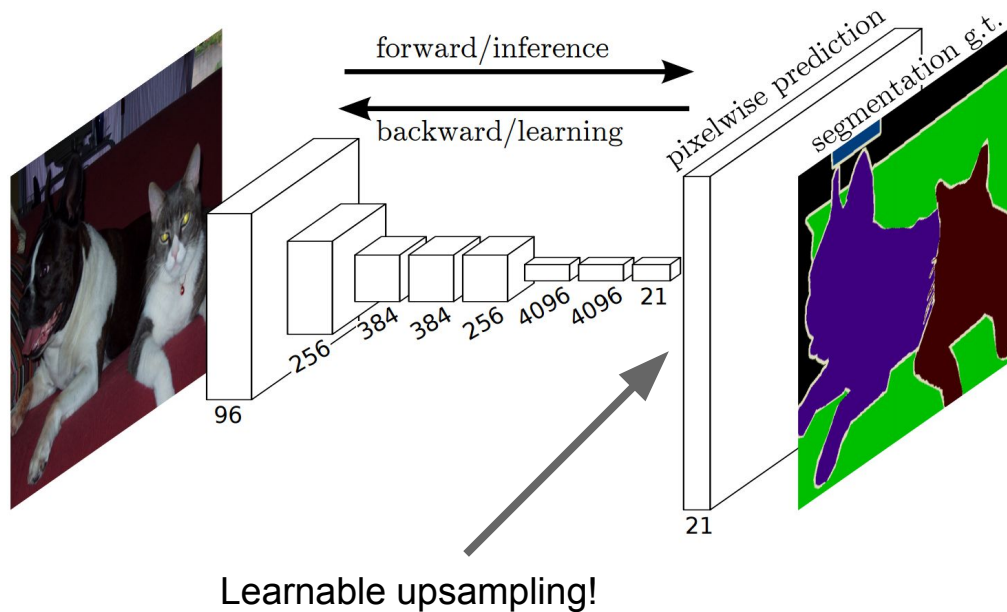 forward/inference
backward/learning
pixelwise prediction
segmentation g.t.
96
256
384
384
256
4096
4096
21
21
Learnable upsampling!